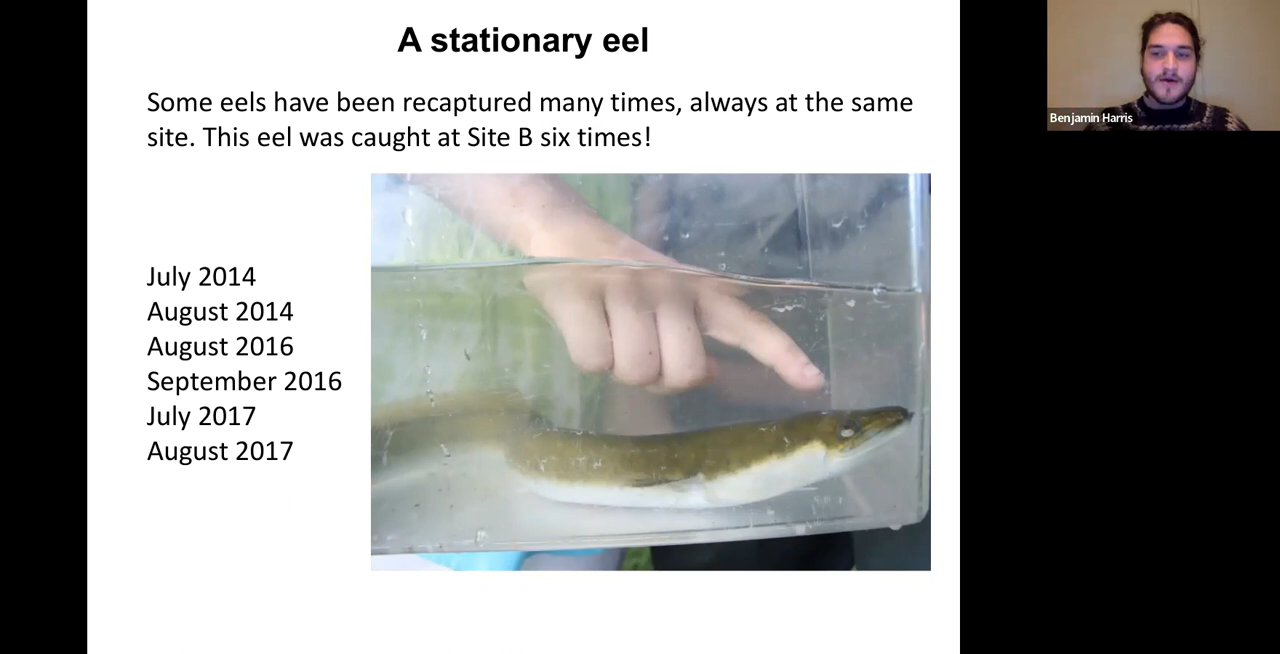 A stationary eel
Some eels have been recaptured many times, always at the same
site. This eel was caught at Site B six times!
July 2014
August 2014
August 2016
September 2016
July 2017
August 2017
Benjamin Harris